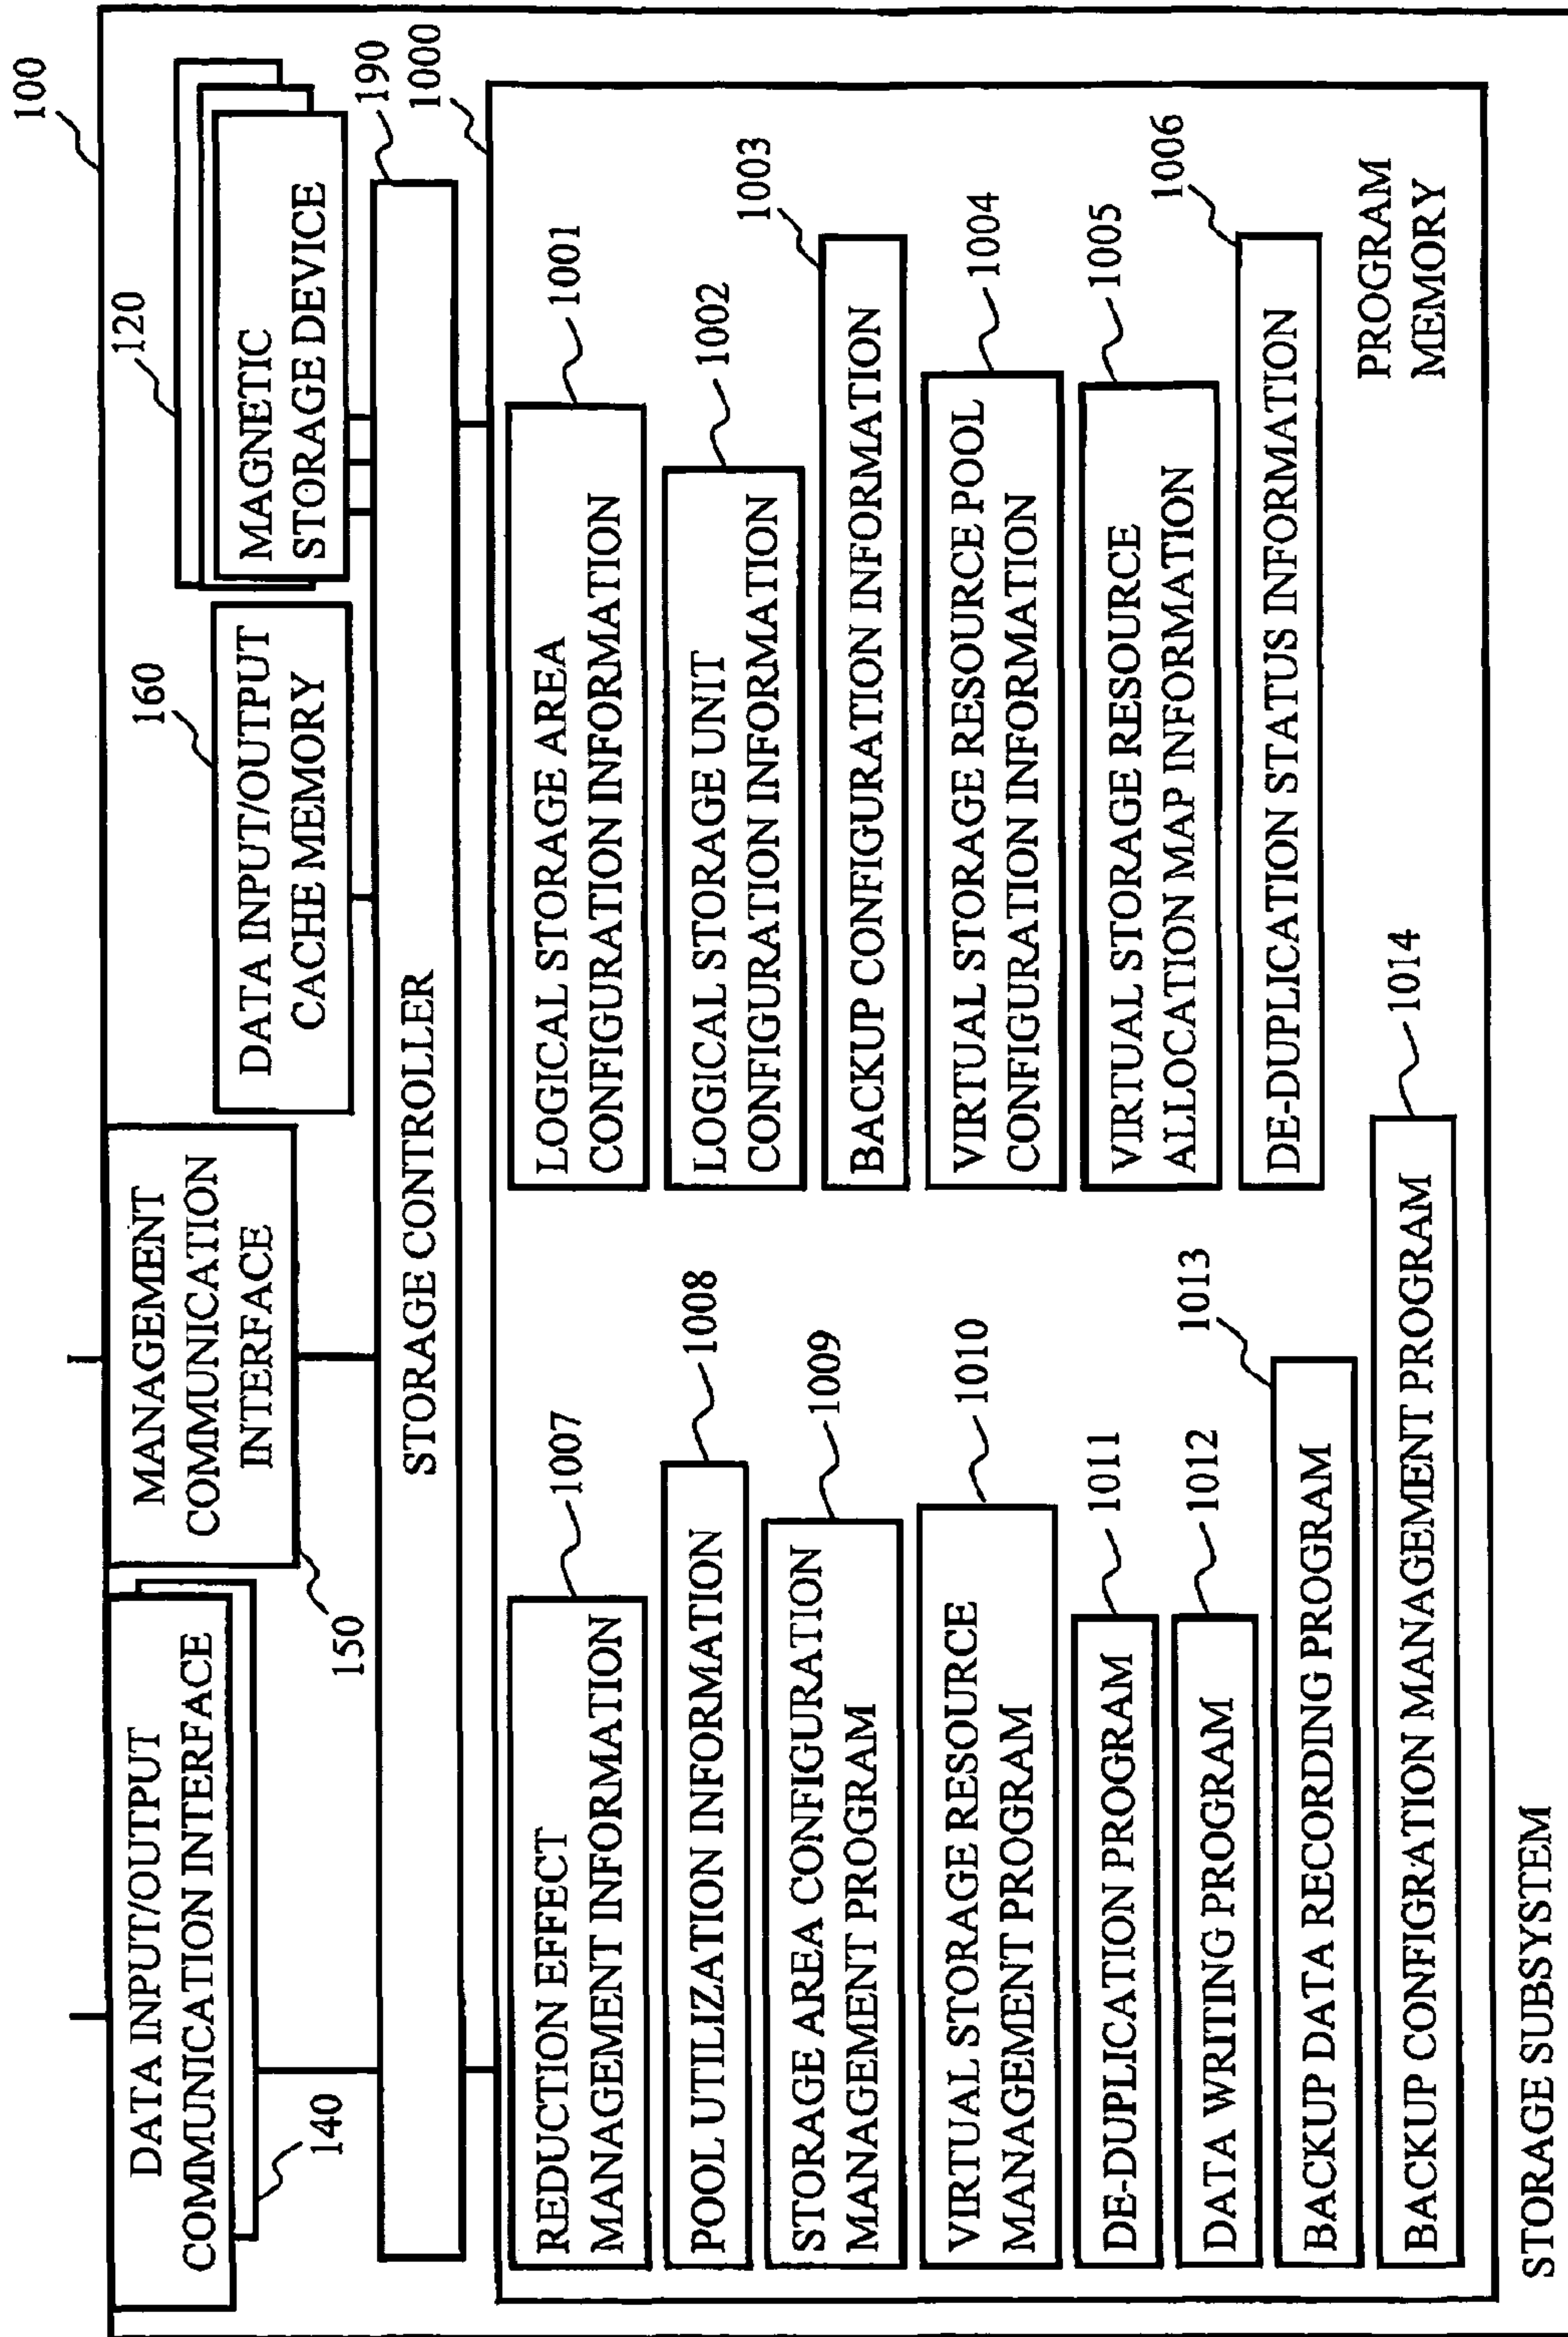 100
DATA INPUT/OUTPUT
COMMUNICATION INTERFACE
140
MANAGEMENT
COMMUNICATION
INTERFACE
150
160
DATA INPUT/OUTPUT
CACHE MEMORY
120
MAGNETIC
STORAGE DEVICE
190
STORAGE CONTROLLER
1000
REDUCTION EFFECT
MANAGEMENT INFORMATION
1007
POOL UTILIZATION INFORMATION
1008
STORAGE AREA CONFIGURATION
MANAGEMENT PROGRAM
1009
VIRTUAL STORAGE RESOURCE
MANAGEMENT PROGRAM
1010
DE-DUPLICATION PROGRAM
1011
DATA WRITING PROGRAM
1012
BACKUP DATA RECORDING PROGRAM
1013
BACKUP CONFIGRATION MANAGEMENT PROGRAM
1014
LOGICAL STORAGE AREA
CONFIGURATION INFORMATION
1001
LOGICAL STORAGE UNIT
CONFIGURATION INFORMATION
1002
BACKUP CONFIGURATION INFORMATION
1003
VIRTUAL STORAGE RESOURCE POOL
CONFIGURATION INFORMATION
1004
VIRTUAL STORAGE RESOURCE
ALLOCATION MAP INFORMATION
1005
DE-DUPLICATION STATUS INFORMATION
1006
PROGRAM
MEMORY
STORAGE SUBSYSTEM